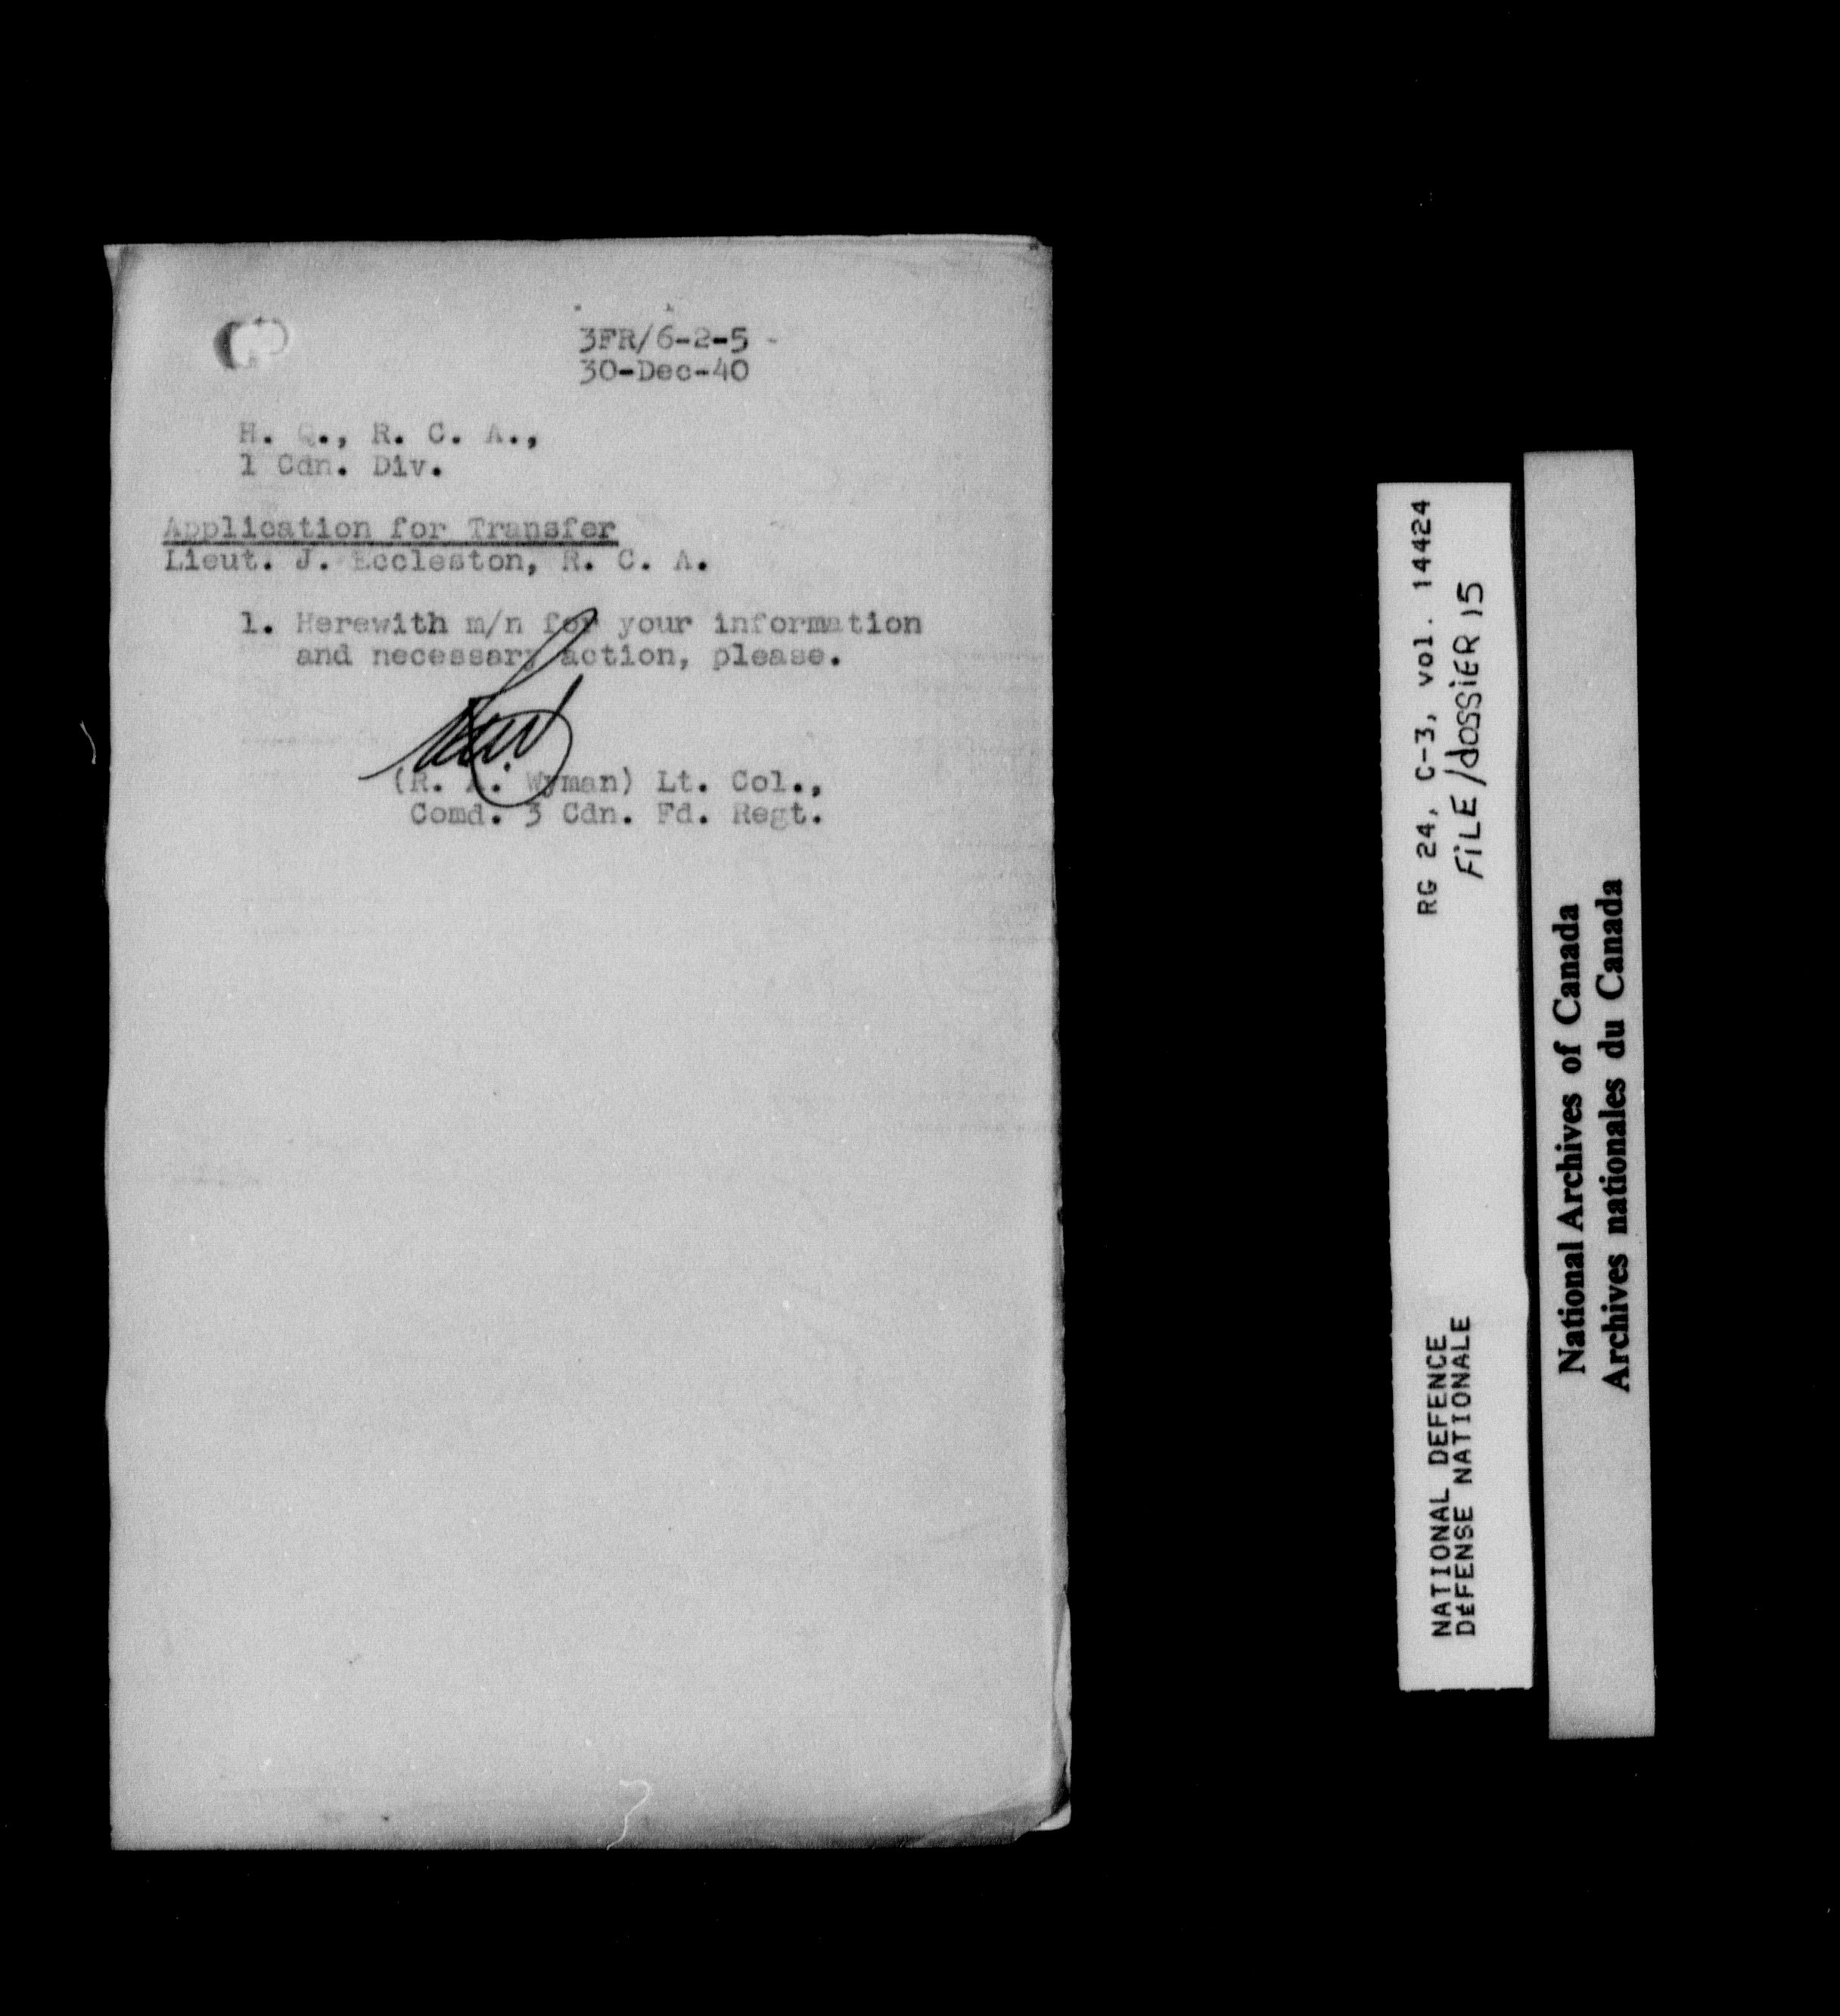 3FR/6-2-5
30-Dec-40
H. Q., R. C. A.,
1 Cdn. Div.
Application for Transfer
Lieut. J. Eccleston, R. C. A.
1. Herewith m/n for your information
and necessary action, please.
(R. A. Wyman) Lt. Col.,
Comd. 3 Cdn. Fd. Regt.
RG 24, C-3, vol. 14424
FiLE/dossiER 15
NATIONAL DEFENCE
DÉFENSE NATIONALE
National Archives of Canada
Archives nationales du Canada